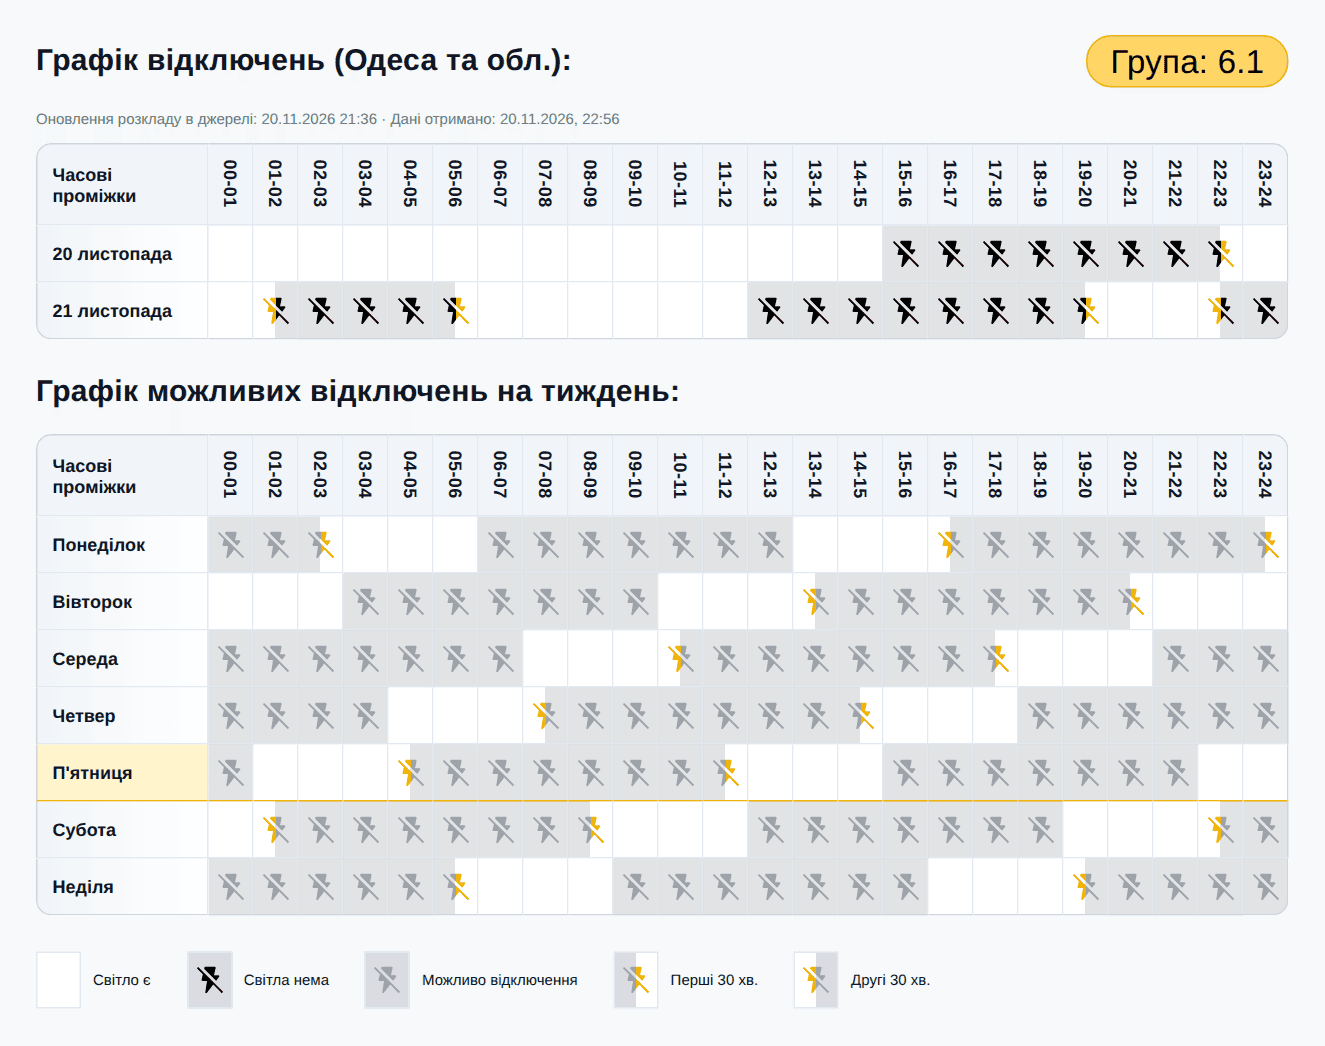 Графік відключень (Одеса та обл.):
Група: 6.1
Оновлення розкладу в джерелі: 20.11.2026 21:36 · Дані отримано: 20.11.2026, 22:56
Часові проміжки 00-01 01-02 02-03 03-04 04-05 05-06 06-07 07-08 08-09 09-10 10-11 11-12 12-13 13-14 14-15 15-16 16-17 17-18 18-19 19-20 20-21 21-22 22-23 23-24
20 листопада
21 листопада
Графік можливих відключень на тиждень:
Часові проміжки 00-01 01-02 02-03 03-04 04-05 05-06 06-07 07-08 08-09 09-10 10-11 11-12 12-13 13-14 14-15 15-16 16-17 17-18 18-19 19-20 20-21 21-22 22-23 23-24
Понеділок
Вівторок
Середа
Четвер
П'ятниця
Субота
Неділя
Світло є Світла нема Можливо відключення Перші 30 хв. Другі 30 хв.